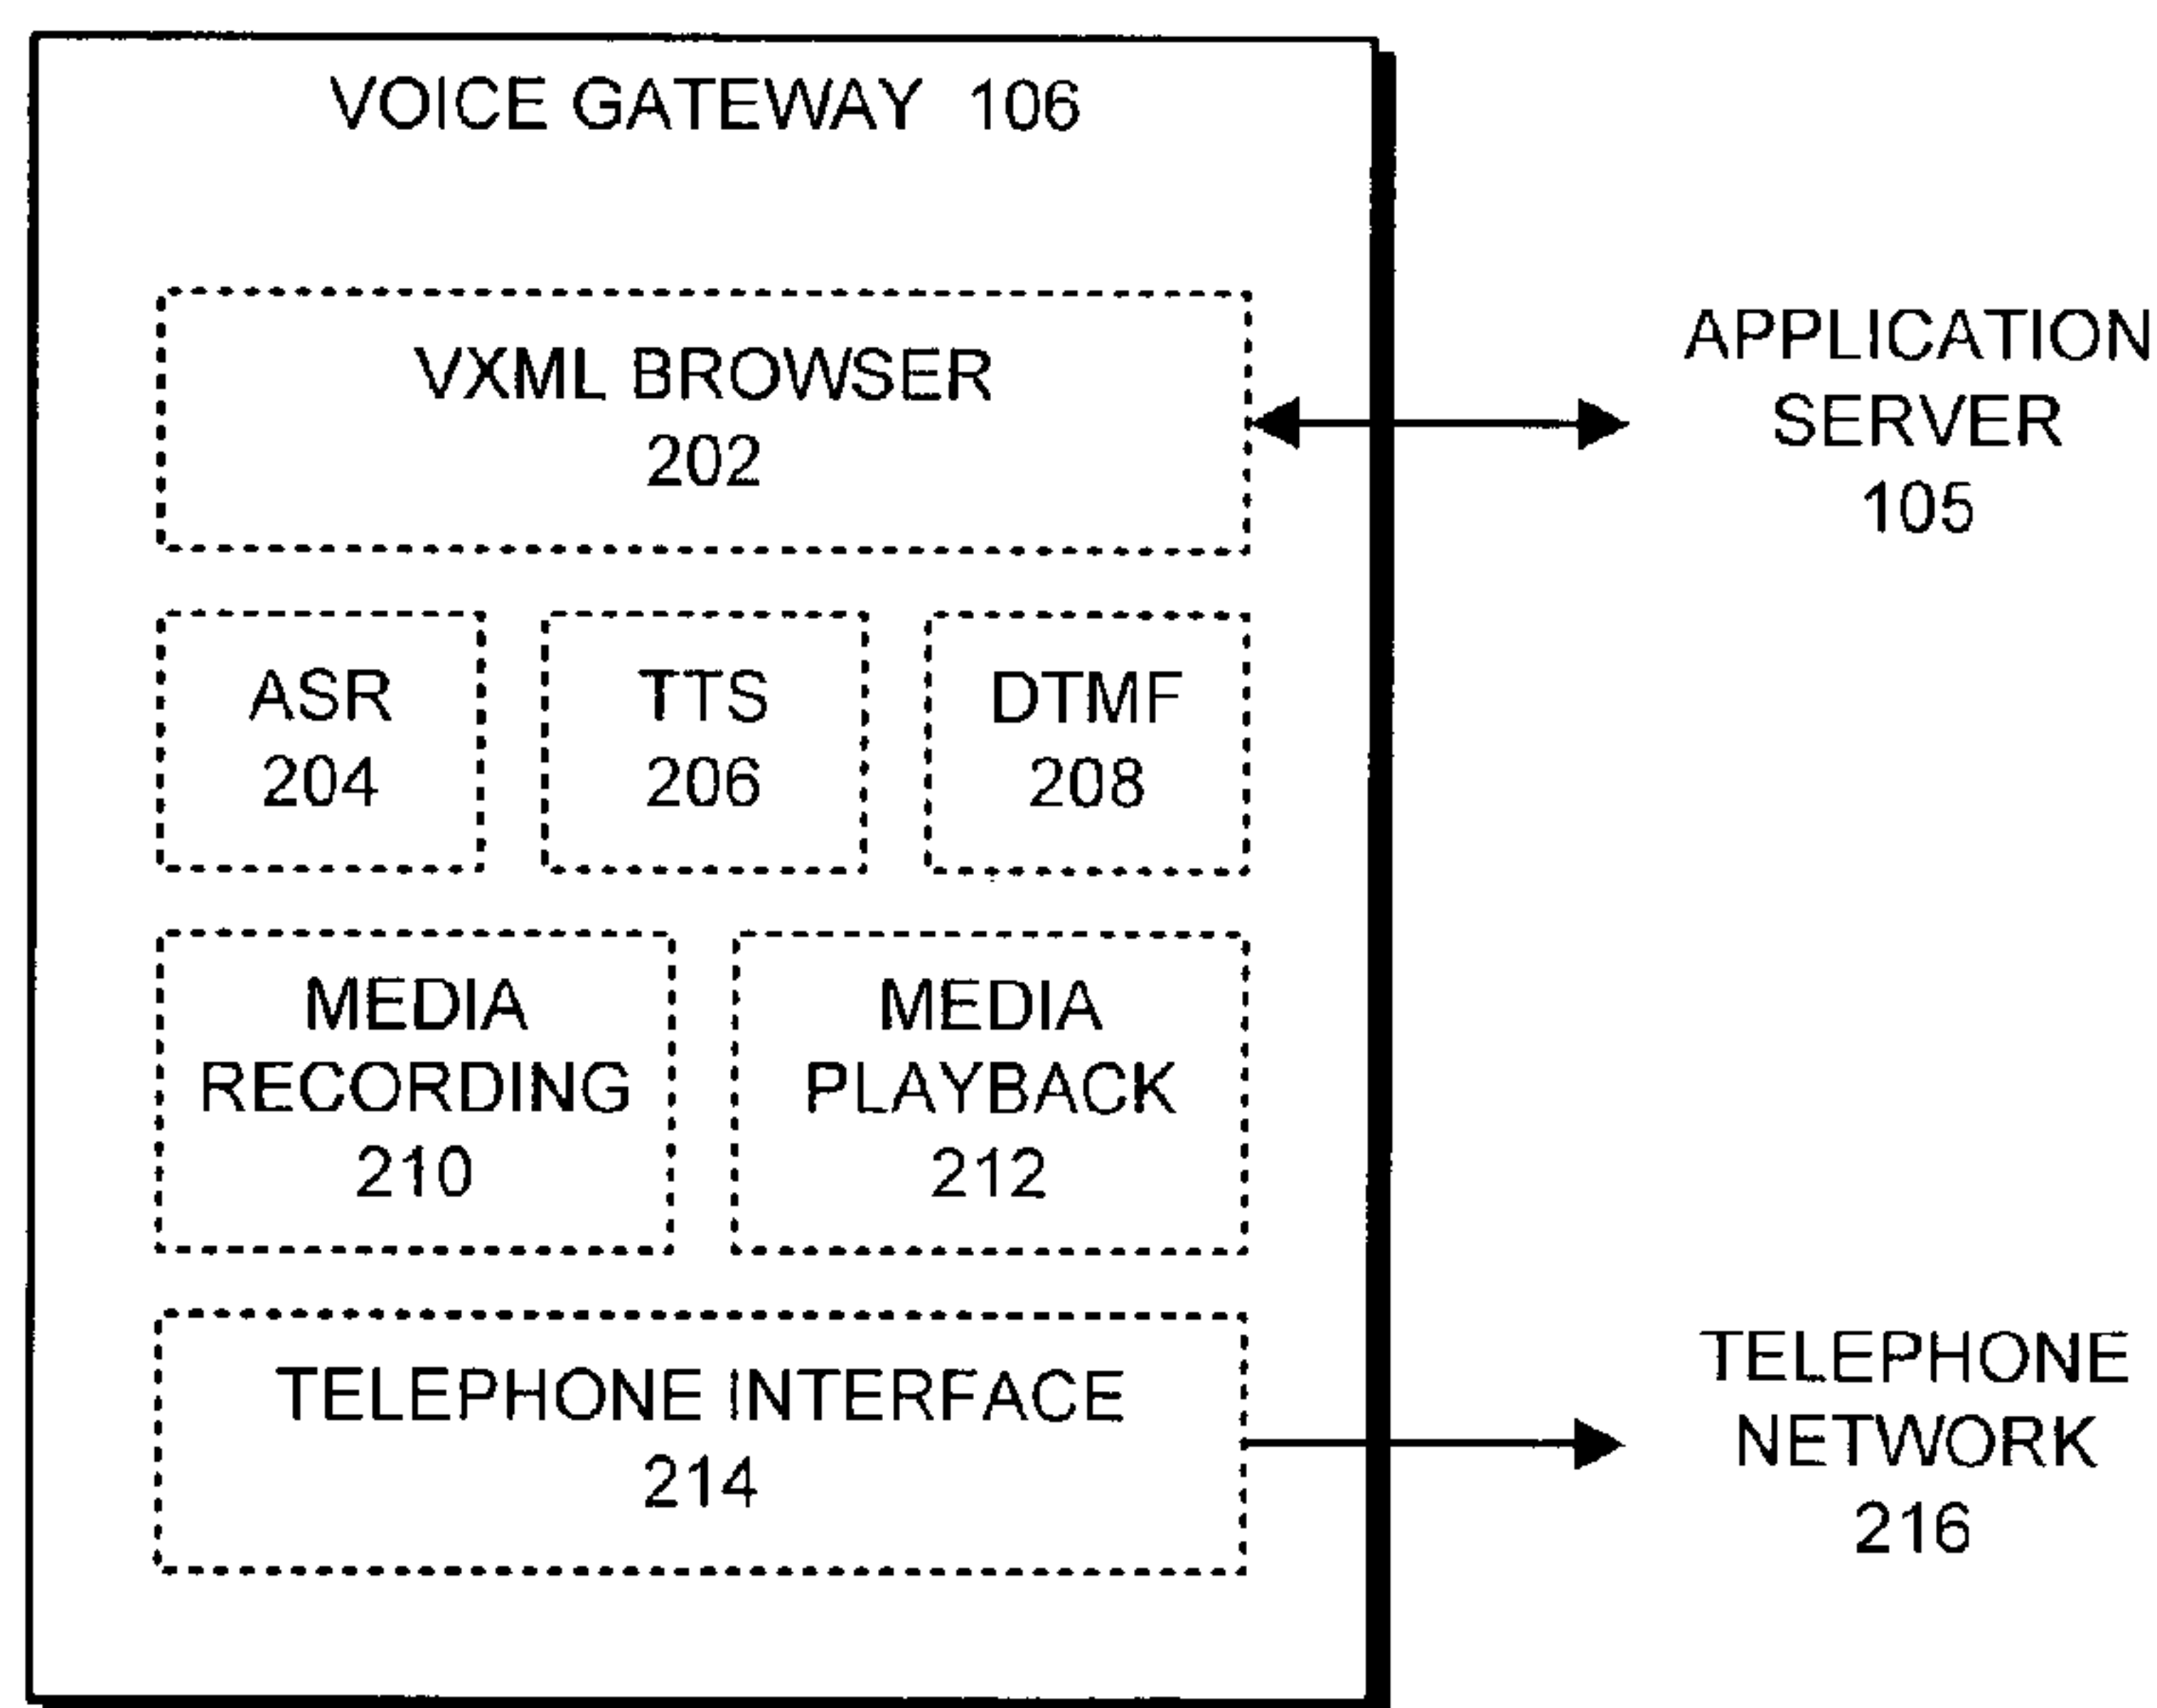 VOICE GATEWAY 106
VXML BROWSER
202
APPLICATION
SERVER
105
ASR
204
TTS
206
DTMF
208
MEDIA
RECORDING
210
MEDIA
PLAYBACK
212
TELEPHONE INTERFACE
214
TELEPHONE
NETWORK
216